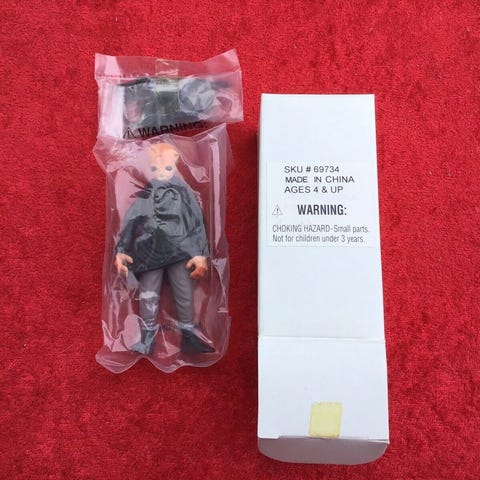 WARNING:
SKU # 69734
MADE IN CHINA
AGES 4 & UP
WARNING:
CHOKING HAZARD-Small parts.
Not for children under 3 years.